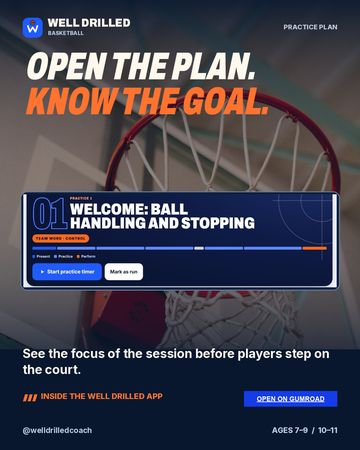 WELL DRILLED
BASKETBALL
PRACTICE PLAN
OPEN THE PLAN.
KNOW THE GOAL.
01
PRACTICE 1
WELCOME: BALL
HANDLING AND STOPPING
TEAM WORD · CONTROL
Present Practice Perform
Start practice timer
Mark as run
See the focus of the session before players step on
the court.
INSIDE THE WELL DRILLED APP
OPEN ON GUMROAD
@welldrilledcoach
AGES 7–9 / 10–11